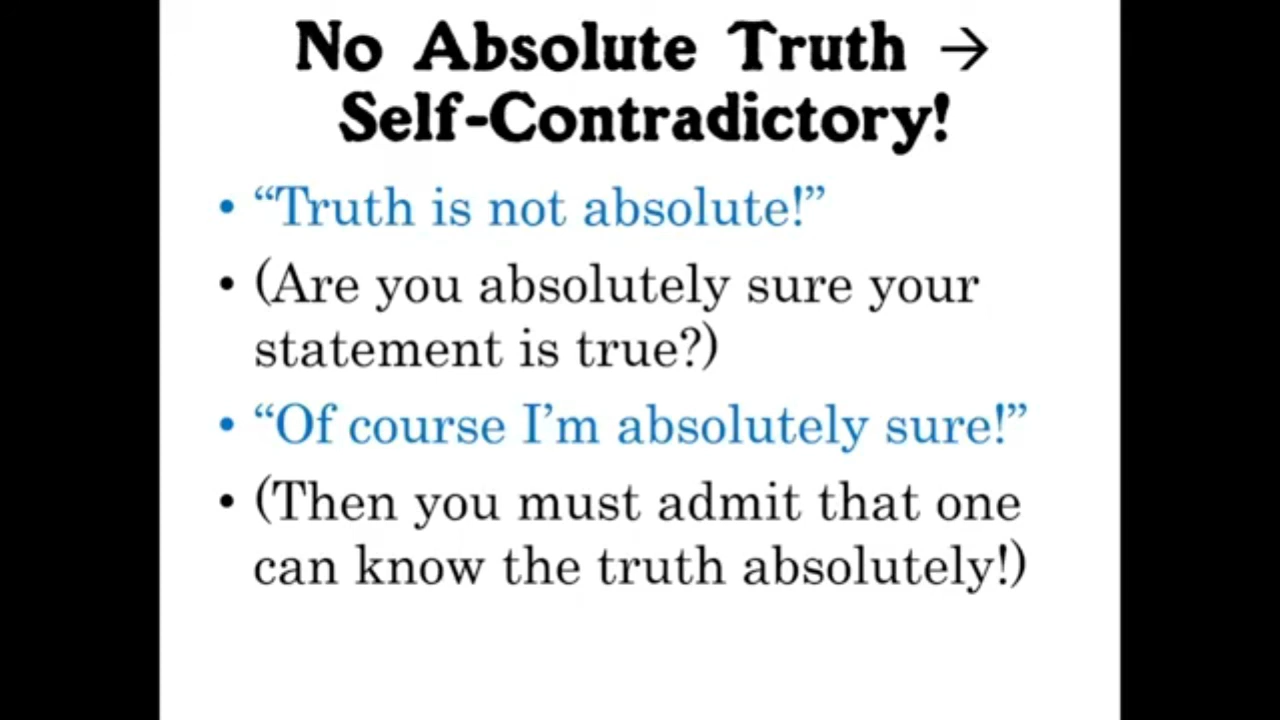 No Absolute Truth →
Self-Contradictory!
• “Truth is not absolute!”
• (Are you absolutely sure your
statement is true?)
• “Of course I’m absolutely sure!”
• (Then you must admit that one
can know the truth absolutely!)